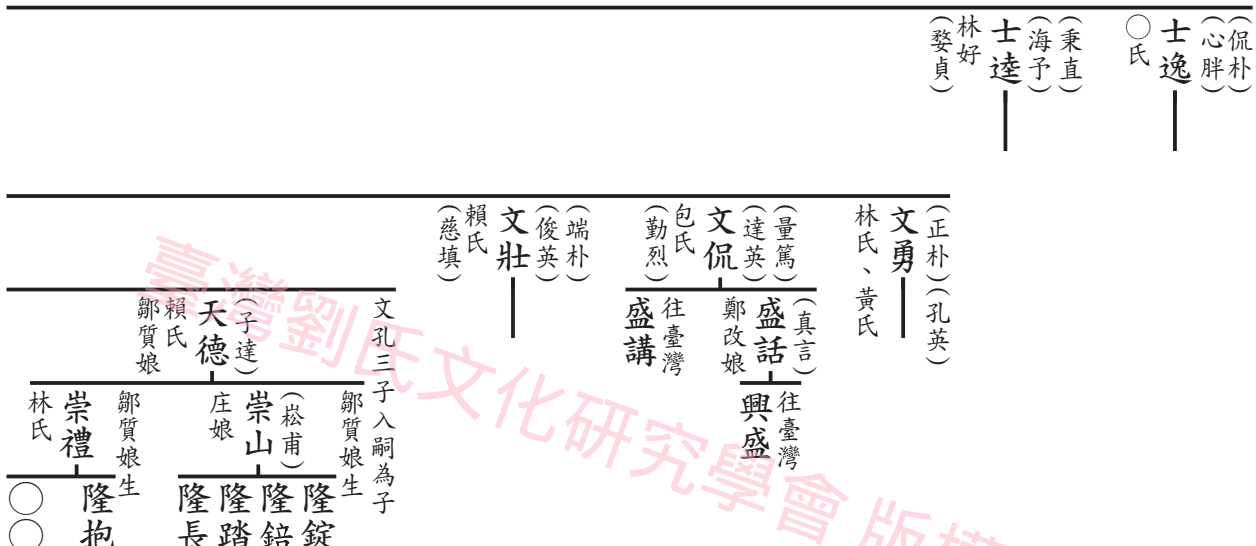 (侃朴)
(心胖)
士逸
○氏
(秉直)
(海予)
士逵
林好
(婺貞)
(正朴)(孔英)
文勇
林氏、黃氏
(量篤)
(達英)
文侃
包氏
(勤烈)
(真言)
盛話
鄭改娘
往臺灣
興盛
往臺灣
盛講
(端朴)
(俊英)
文壯
賴氏
(慈填)
文孔三子入嗣為子
(子達)
天德
賴氏
鄒質娘
鄒質娘生
(崧甫)
崇山
庄娘
隆錠
隆錇
隆踏
隆長
鄒質娘生
崇禮
林氏
隆抱
○○
臺灣劉氏文化研究學會 版權